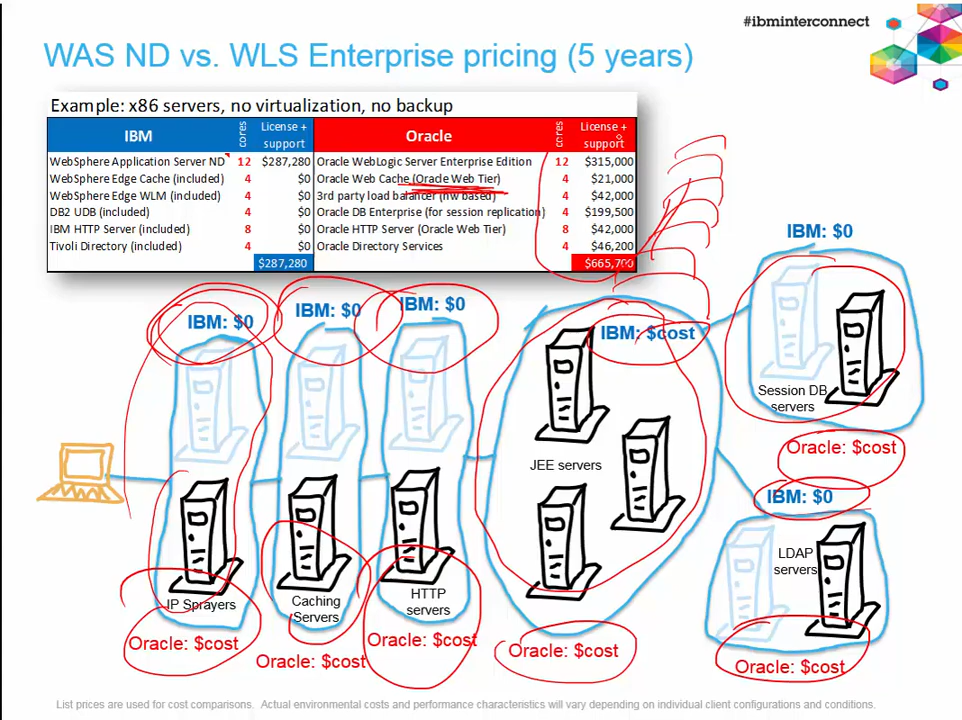 #ibminterconnect
WAS ND vs. WLS Enterprise pricing (5 years)
Example: x86 servers, no virtualization, no backup
IBM cores License + support Oracle cores License + support
WebSphere Application Server ND 12 $287,280 Oracle WebLogic Server Enterprise Edition 12 $315,000
WebSphere Edge Cache (included) 4 $0 Oracle Web Cache (Oracle Web Tier) 4 $21,000
WebSphere Edge WLM (included) 4 $0 3rd party load balancer (hw based) 4 $42,000
DB2 UDB (included) 4 $0 Oracle DB Enterprise (for session replication) 4 $199,500
IBM HTTP Server (included) 8 $0 Oracle HTTP Server (Oracle Web Tier) 8 $42,000
Tivoli Directory (included) 4 $0 Oracle Directory Services 4 $46,200
$287,280 $665,700
IBM: $0
IBM: $0
IBM: $0
IBM: $0
IBM: $cost
Session DB
servers
Oracle: $cost
JEE servers
IBM: $0
LDAP
servers
IP Sprayers
Caching
Servers
HTTP
servers
Oracle: $cost
Oracle: $cost
Oracle: $cost
Oracle: $cost
Oracle: $cost
List prices are used for cost comparisons. Actual environmental costs and performance characteristics will vary depending on individual client configurations and conditions.